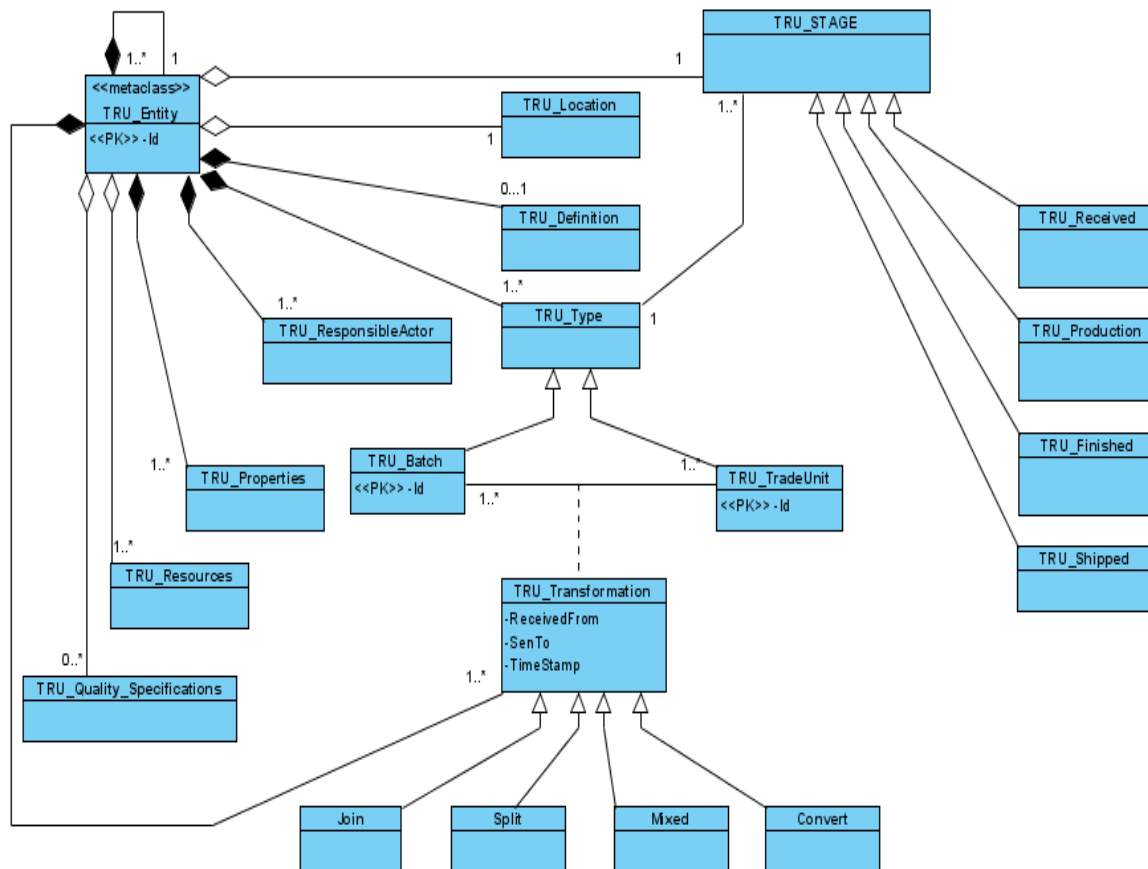 TRU_STAGE
1..*
1
1
<<metaclass>>
TRU_Entity
<<PK>> -Id
TRU_Location
1
1..*
0...1
TRU_Definition
TRU_Received
1..*
TRU_Type
1
1..*
TRU_ResponsibleActor
TRU_Production
TRU_Finished
TRU_Batch
<<PK>> -Id
1..*
1..*
TRU_TradeUnit
<<PK>> -Id
1..*
TRU_Properties
1..*
TRU_Resources
TRU_Shipped
TRU_Transformation
-ReceivedFrom
-SenTo
-TimeStamp
0..*
TRU_Quality_Specifications
1..*
Join
Split
Mixed
Convert